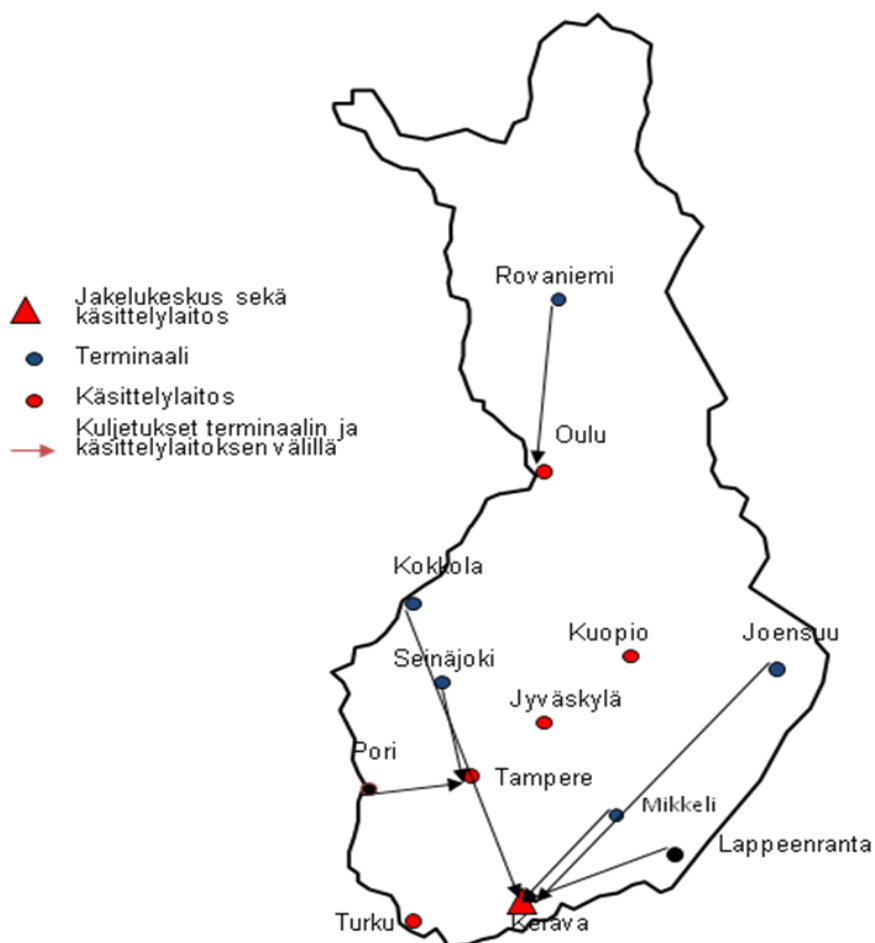 Rovaniemi
Jakelukeskus sekä
käsittelylaitos
Terminaali
Käsittelylaitos
Kuljetukset terminaalin ja
käsittelylaitoksen välillä
Oulu
Kokkola
Kuopio
Joensuu
Seinäjoki
Jyväskylä
Pori
Tampere
Mikkeli
Lappeenranta
Turku
Kerava